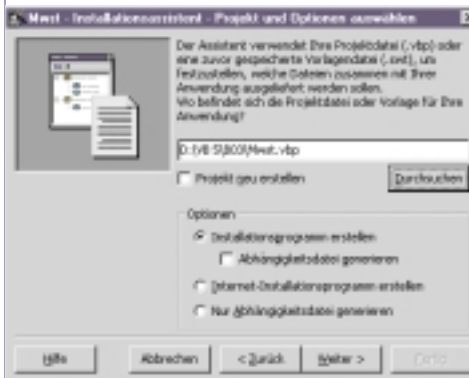 Mwst - Installationsassistent - Projekt und Optionen auswählen
Der Assistent verwendet Ihre Projektdatei (.vbp) oder
eine zuvor gespeicherte Vorlagendatei (.swt), um
festzustellen, welche Dateien zusammen mit Ihrer
Anwendung ausgeliefert werden sollen.
Wo befindet sich die Projektdatei oder Vorlage für Ihre
Anwendung?
Mwst.vbp
Projekt neu erstellen
Durchsuchen
Optionen
Installationsprogramm erstellen
Abhängigkeitsdatei generieren
Internet-Installationsprogramm erstellen
Nur Abhängigkeitsdatei generieren
Hilfe
Abbrechen
< Zurück
Weiter >